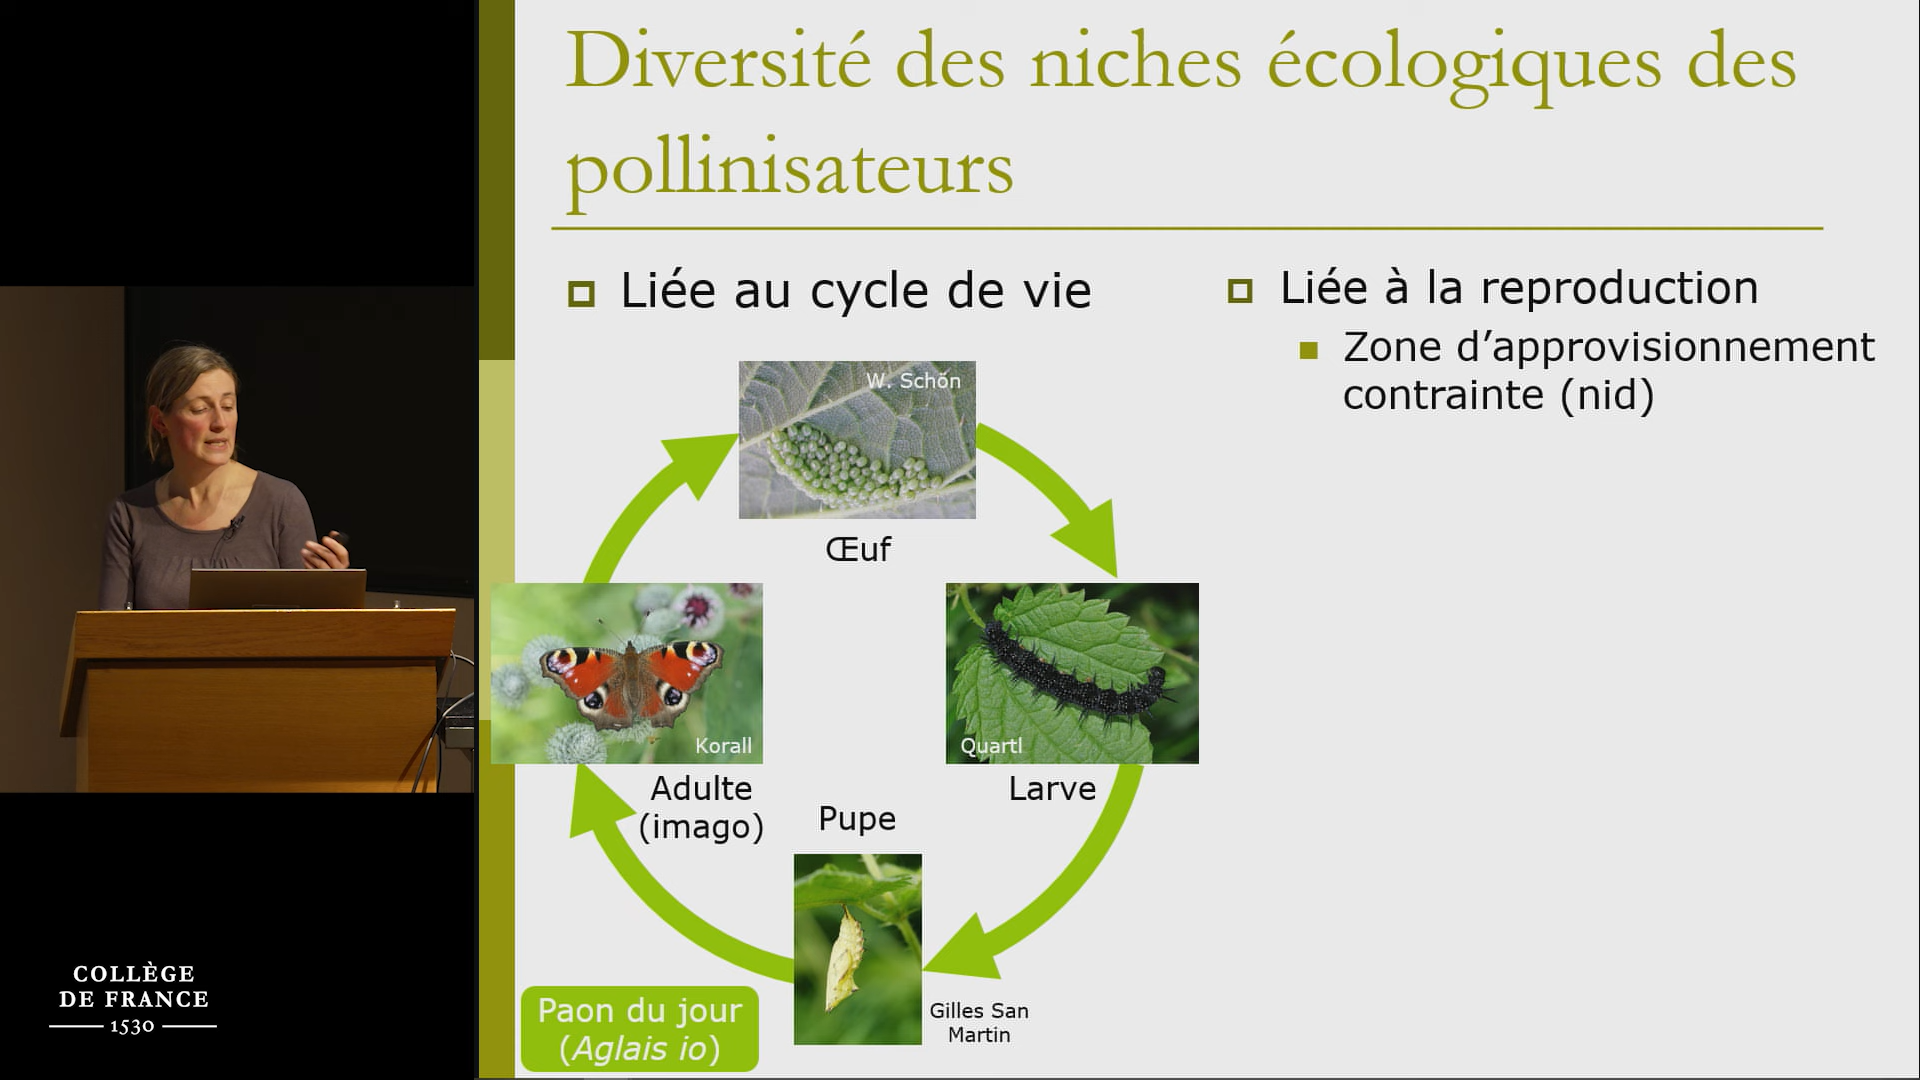 Diversité des niches écologiques des
pollinisateurs
Liée au cycle de vie
W. Schőn
Œuf
Korall
Adulte
(imago)
Quartl
Larve
Pupe
Gilles San
Martin
Paon du jour
(Aglais io)
Liée à la reproduction
Zone d’approvisionnement
contrainte (nid)
COLLÈGE
DE FRANCE
1530